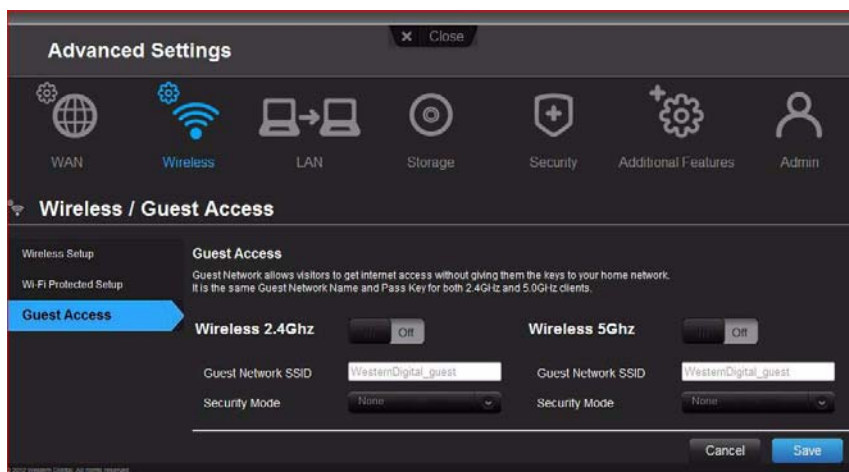 Close
Advanced Settings
WAN Wireless LAN Storage Security Additional Features Admin
Wireless / Guest Access
Wireless Setup
Wi-Fi Protected Setup
Guest Access
Guest Access
Guest Network allows visitors to get internet access without giving them the keys to your home network.
It is the same Guest Network Name and Pass Key for both 2.4GHz and 5.0GHz clients.
Wireless 2.4Ghz Off Wireless 5Ghz Off
Guest Network SSID WesternDigital_guest Guest Network SSID WesternDigital_guest
Security Mode None Security Mode None
Cancel Save